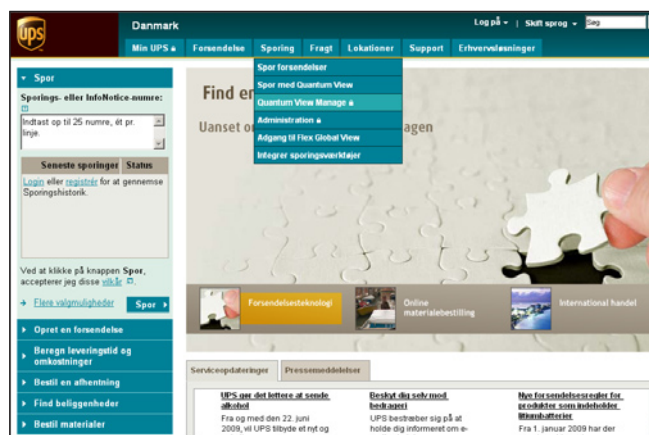 ups
Danmark
Log på
Skift sprog
Søg
Min UPS
Forsendelse
Sporing
Fragt
Lokationer
Support
Erhvervsløsninger
Spor
Sporings- eller InfoNotice-numre:
Indtast op til 25 numre, ét pr.
linje.
Seneste sporinger Status
Login eller registrér for at gennemse
Sporingshistorik.
Ved at klikke på knappen Spor,
accepterer jeg disse vilkår
Flere valgmuligheder
Spor
Opret en forsendelse
Beregn leveringstid og
omkostninger
Bestil en afhentning
Find beliggenheder
Bestil materialer
Spor forsendelser
Spor med Quantum View
Quantum View Manage
Administration
Adgang til Flex Global View
Integrer sporingsværktøjer
Find
Uanset
agen
Forsendelsesteknologi
Online
materialebestilling
International handel
Serviceopdateringer
Pressemeddelelser
UPS gør det lettere at sende
alkohol
Fra og med den 22. juni
2009, vil UPS tilbyde et nyt og
Beskyt dig selv mod
bedrageri
UPS bestræber sig på at
holde dig informeret om e-
Nye forsendelsesregler for
produkter som indeholder
litiumbatterier
Fra 1. januar 2009 har der